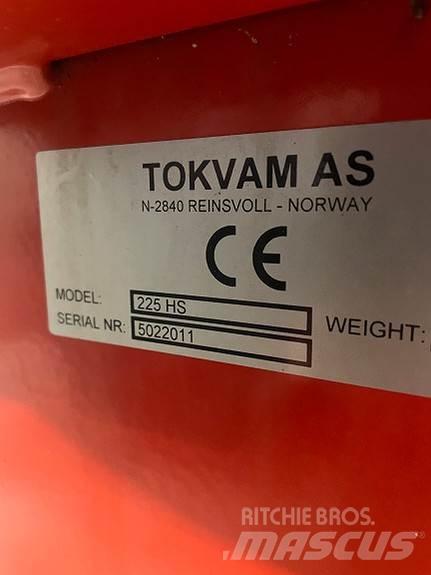 TOKVAM AS
N-2840 REINSVOLL - NORWAY
CE
MODEL: 225 HS
SERIAL NR: 5022011 WEIGHT:
RITCHIE BROS.
MASCUS